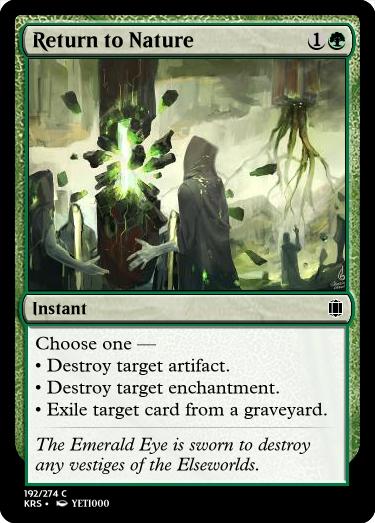 Return to Nature 1
Instant
Choose one —
• Destroy target artifact.
• Destroy target enchantment.
• Exile target card from a graveyard.
The Emerald Eye is sworn to destroy
any vestiges of the Elseworlds.
192/274 C
KRS • YETI000